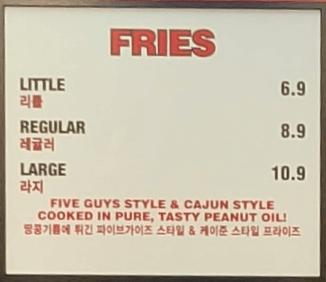 FRIES
LITTLE 6.9
리틀
REGULAR 8.9
레귤러
LARGE 10.9
라지
FIVE GUYS STYLE & CAJUN STYLE
COOKED IN PURE, TASTY PEANUT OIL!
땅콩기름에 튀긴 파이브가이즈 스타일 & 케이준 스타일 프라이즈